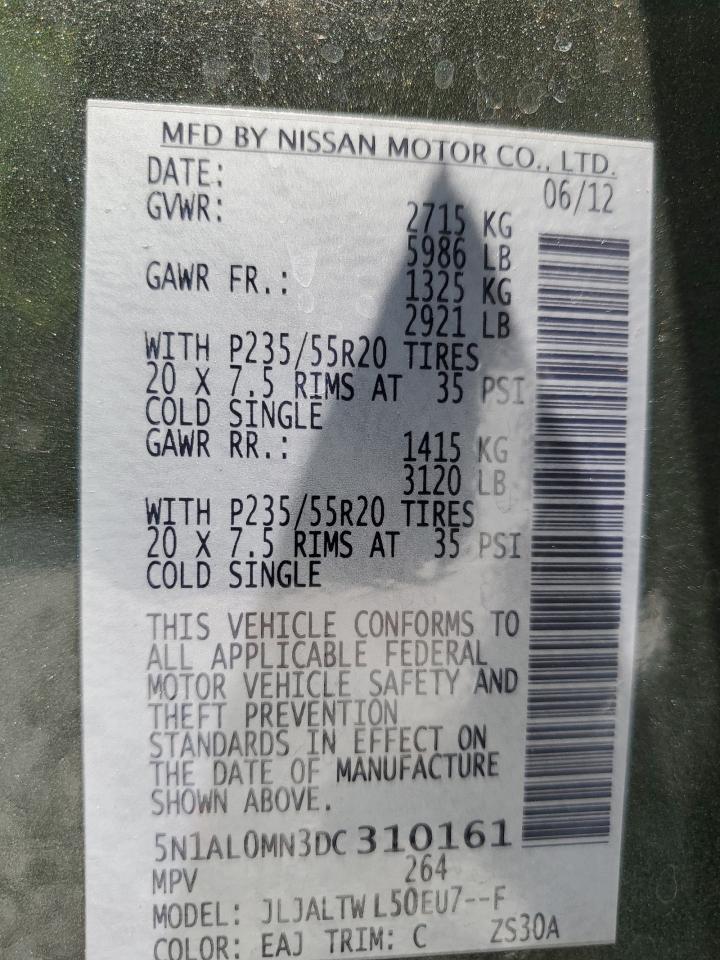 MFD BY NISSAN MOTOR CO., LTD.
DATE: 06/12
GVWR: 2715 KG
5986 LB
GAWR FR.: 1325 KG
2921 LB
WITH P235/55R20 TIRES
20 X 7.5 RIMS AT 35 PSI
COLD SINGLE
GAWR RR.: 1415 KG
3120 LB
WITH P235/55R20 TIRES
20 X 7.5 RIMS AT 35 PSI
COLD SINGLE
THIS VEHICLE CONFORMS TO
ALL APPLICABLE FEDERAL
MOTOR VEHICLE SAFETY AND
THEFT PREVENTION
STANDARDS IN EFFECT ON
THE DATE OF MANUFACTURE
SHOWN ABOVE.
5N1AL0MN3DC310161
MPV 264
MODEL: JLJALTWL50EU7--F
COLOR: EAJ TRIM: C ZS30A